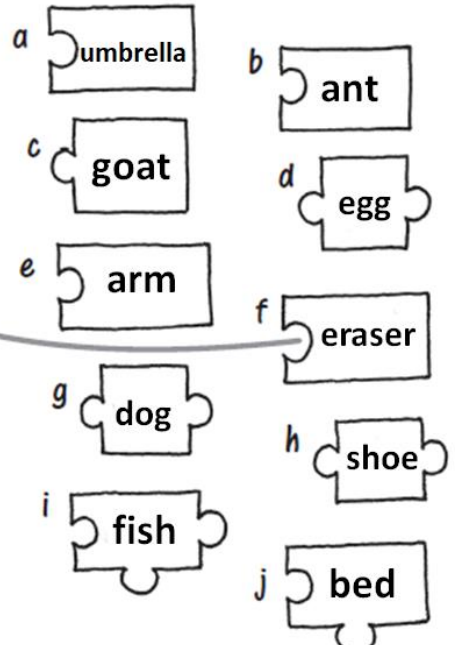 a umbrella
b ant
c goat
d egg
e arm
f eraser
g dog
h shoe
i fish
j bed